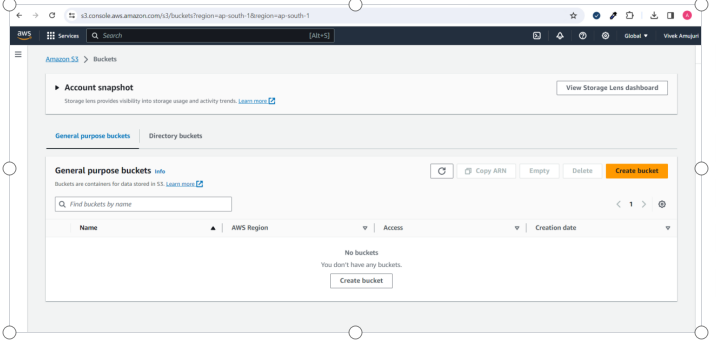 s3.console.aws.amazon.com/s3/buckets?region=ap-south-1&region=ap-south-1
aws Services Search [Alt+S] Global ▼ Vivek Amujuri
Amazon S3 > Buckets
Account snapshot
View Storage Lens dashboard
Storage lens provides visibility into storage usage and activity trends. Learn more
General purpose buckets Directory buckets
General purpose buckets Info
Copy ARN Empty Delete Create bucket
Buckets are containers for data stored in S3. Learn more
Find buckets by name
1
Name AWS Region Access Creation date
No buckets
You don't have any buckets.
Create bucket